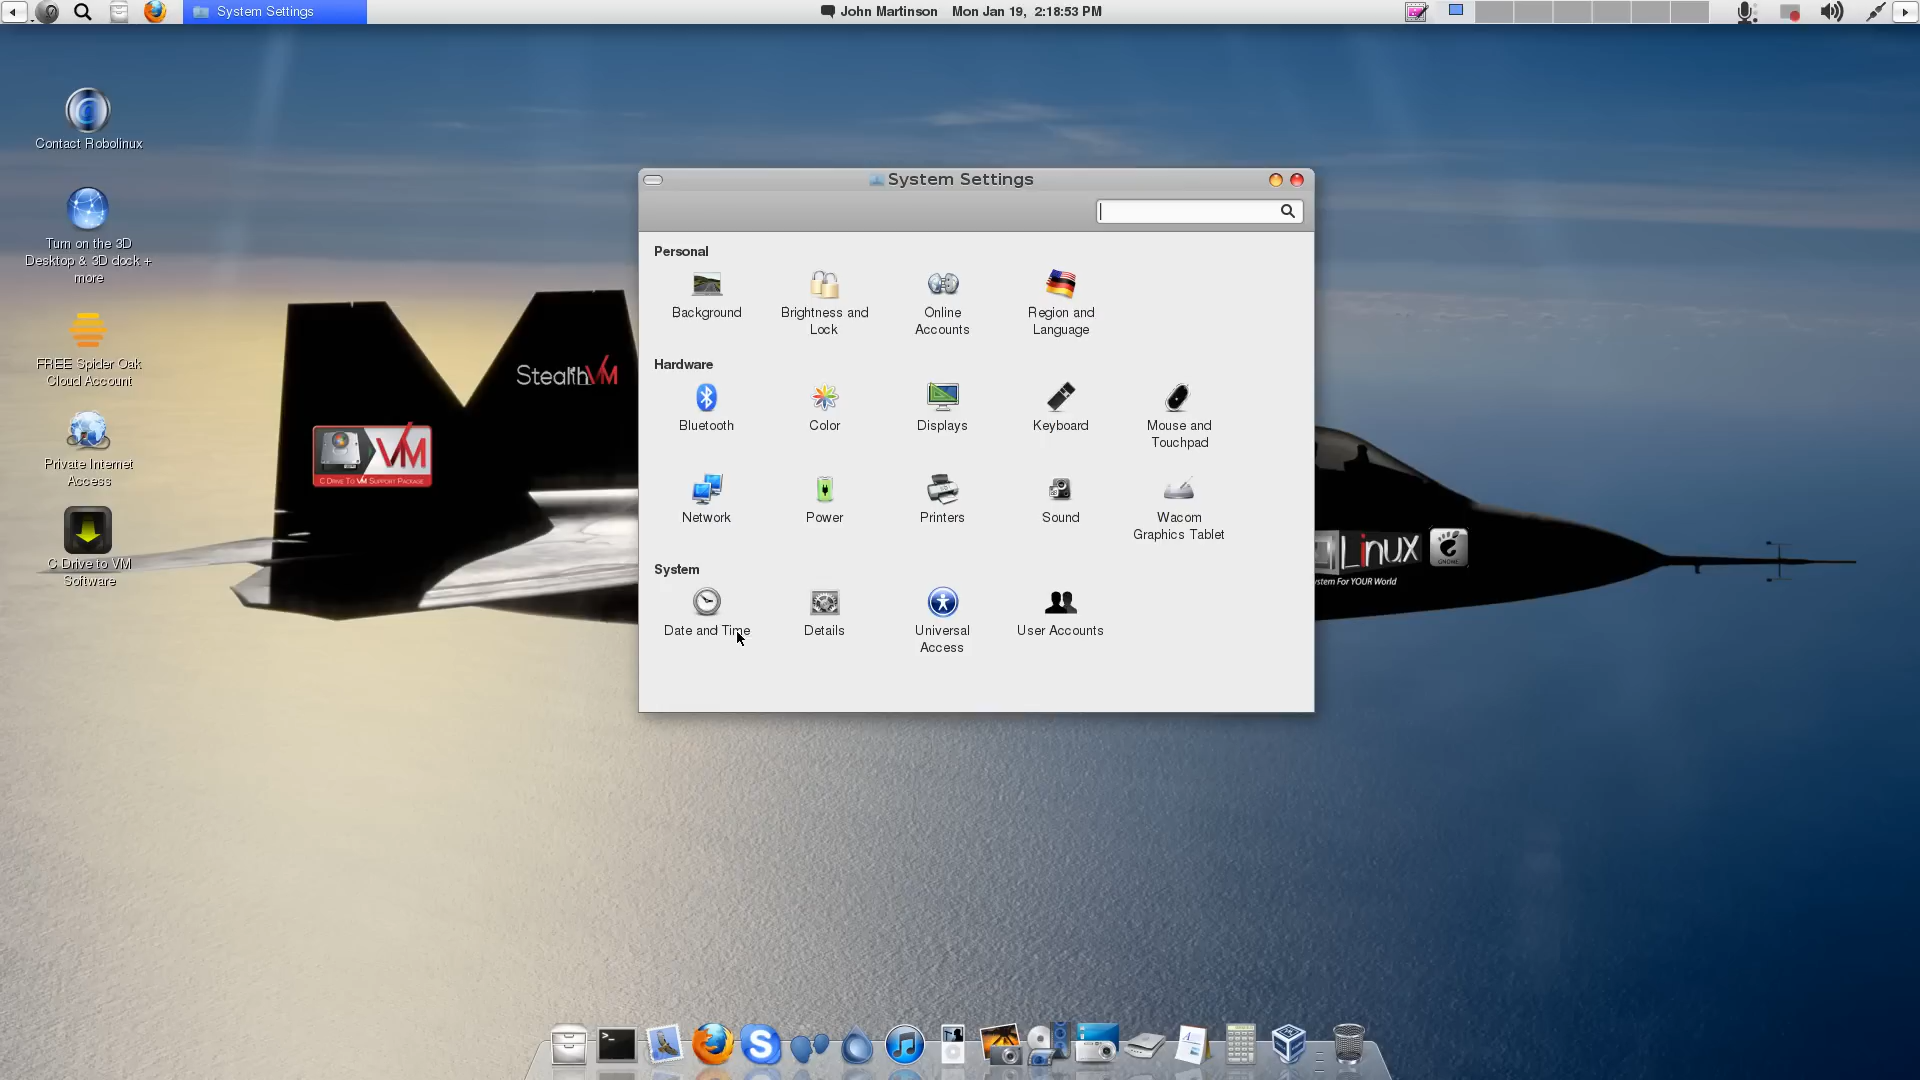 System Settings
John Martinson Mon Jan 19, 2:18:53 PM
Contact Robolinux
Turn on the 3D
Desktop & 3D dock +
more
FREE Spider Oak
Cloud Account
Private Internet
Access
C Drive to VM
Software
StealthVM
VM
C DRIVE TO VM SUPPORT PACKAGE
System Settings
Personal
Background
Brightness and
Lock
Online
Accounts
Region and
Language
Hardware
Bluetooth
Color
Displays
Keyboard
Mouse and
Touchpad
Network
Power
Printers
Sound
Wacom
Graphics Tablet
System
Date and Time
Details
Universal
Access
User Accounts
Linux
GNOME
stem For YOUR World